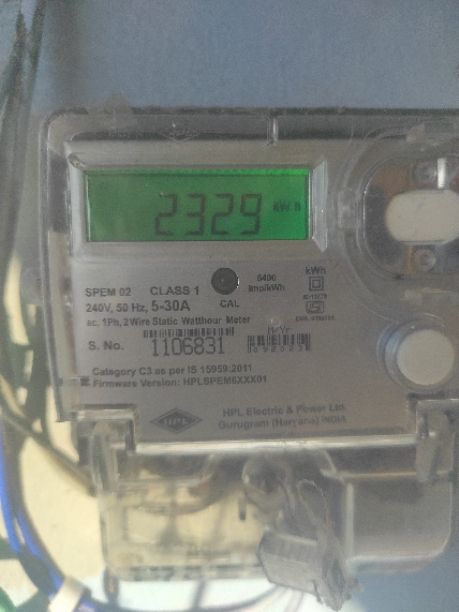 2329 kWh
SPEM 02 CLASS 1
240V, 50 Hz, 5-30A
CAL
6400
imp/kWh
kWh
ac, 1Ph, 2Wire Static Watthour Meter
S. No. 1106831
Category C3 as per IS 15959:2011
Firmware Version: HPLSPEM6XXX01
HPL
HPL Electric & Power Ltd.
Gurugram (Haryana) INDIA